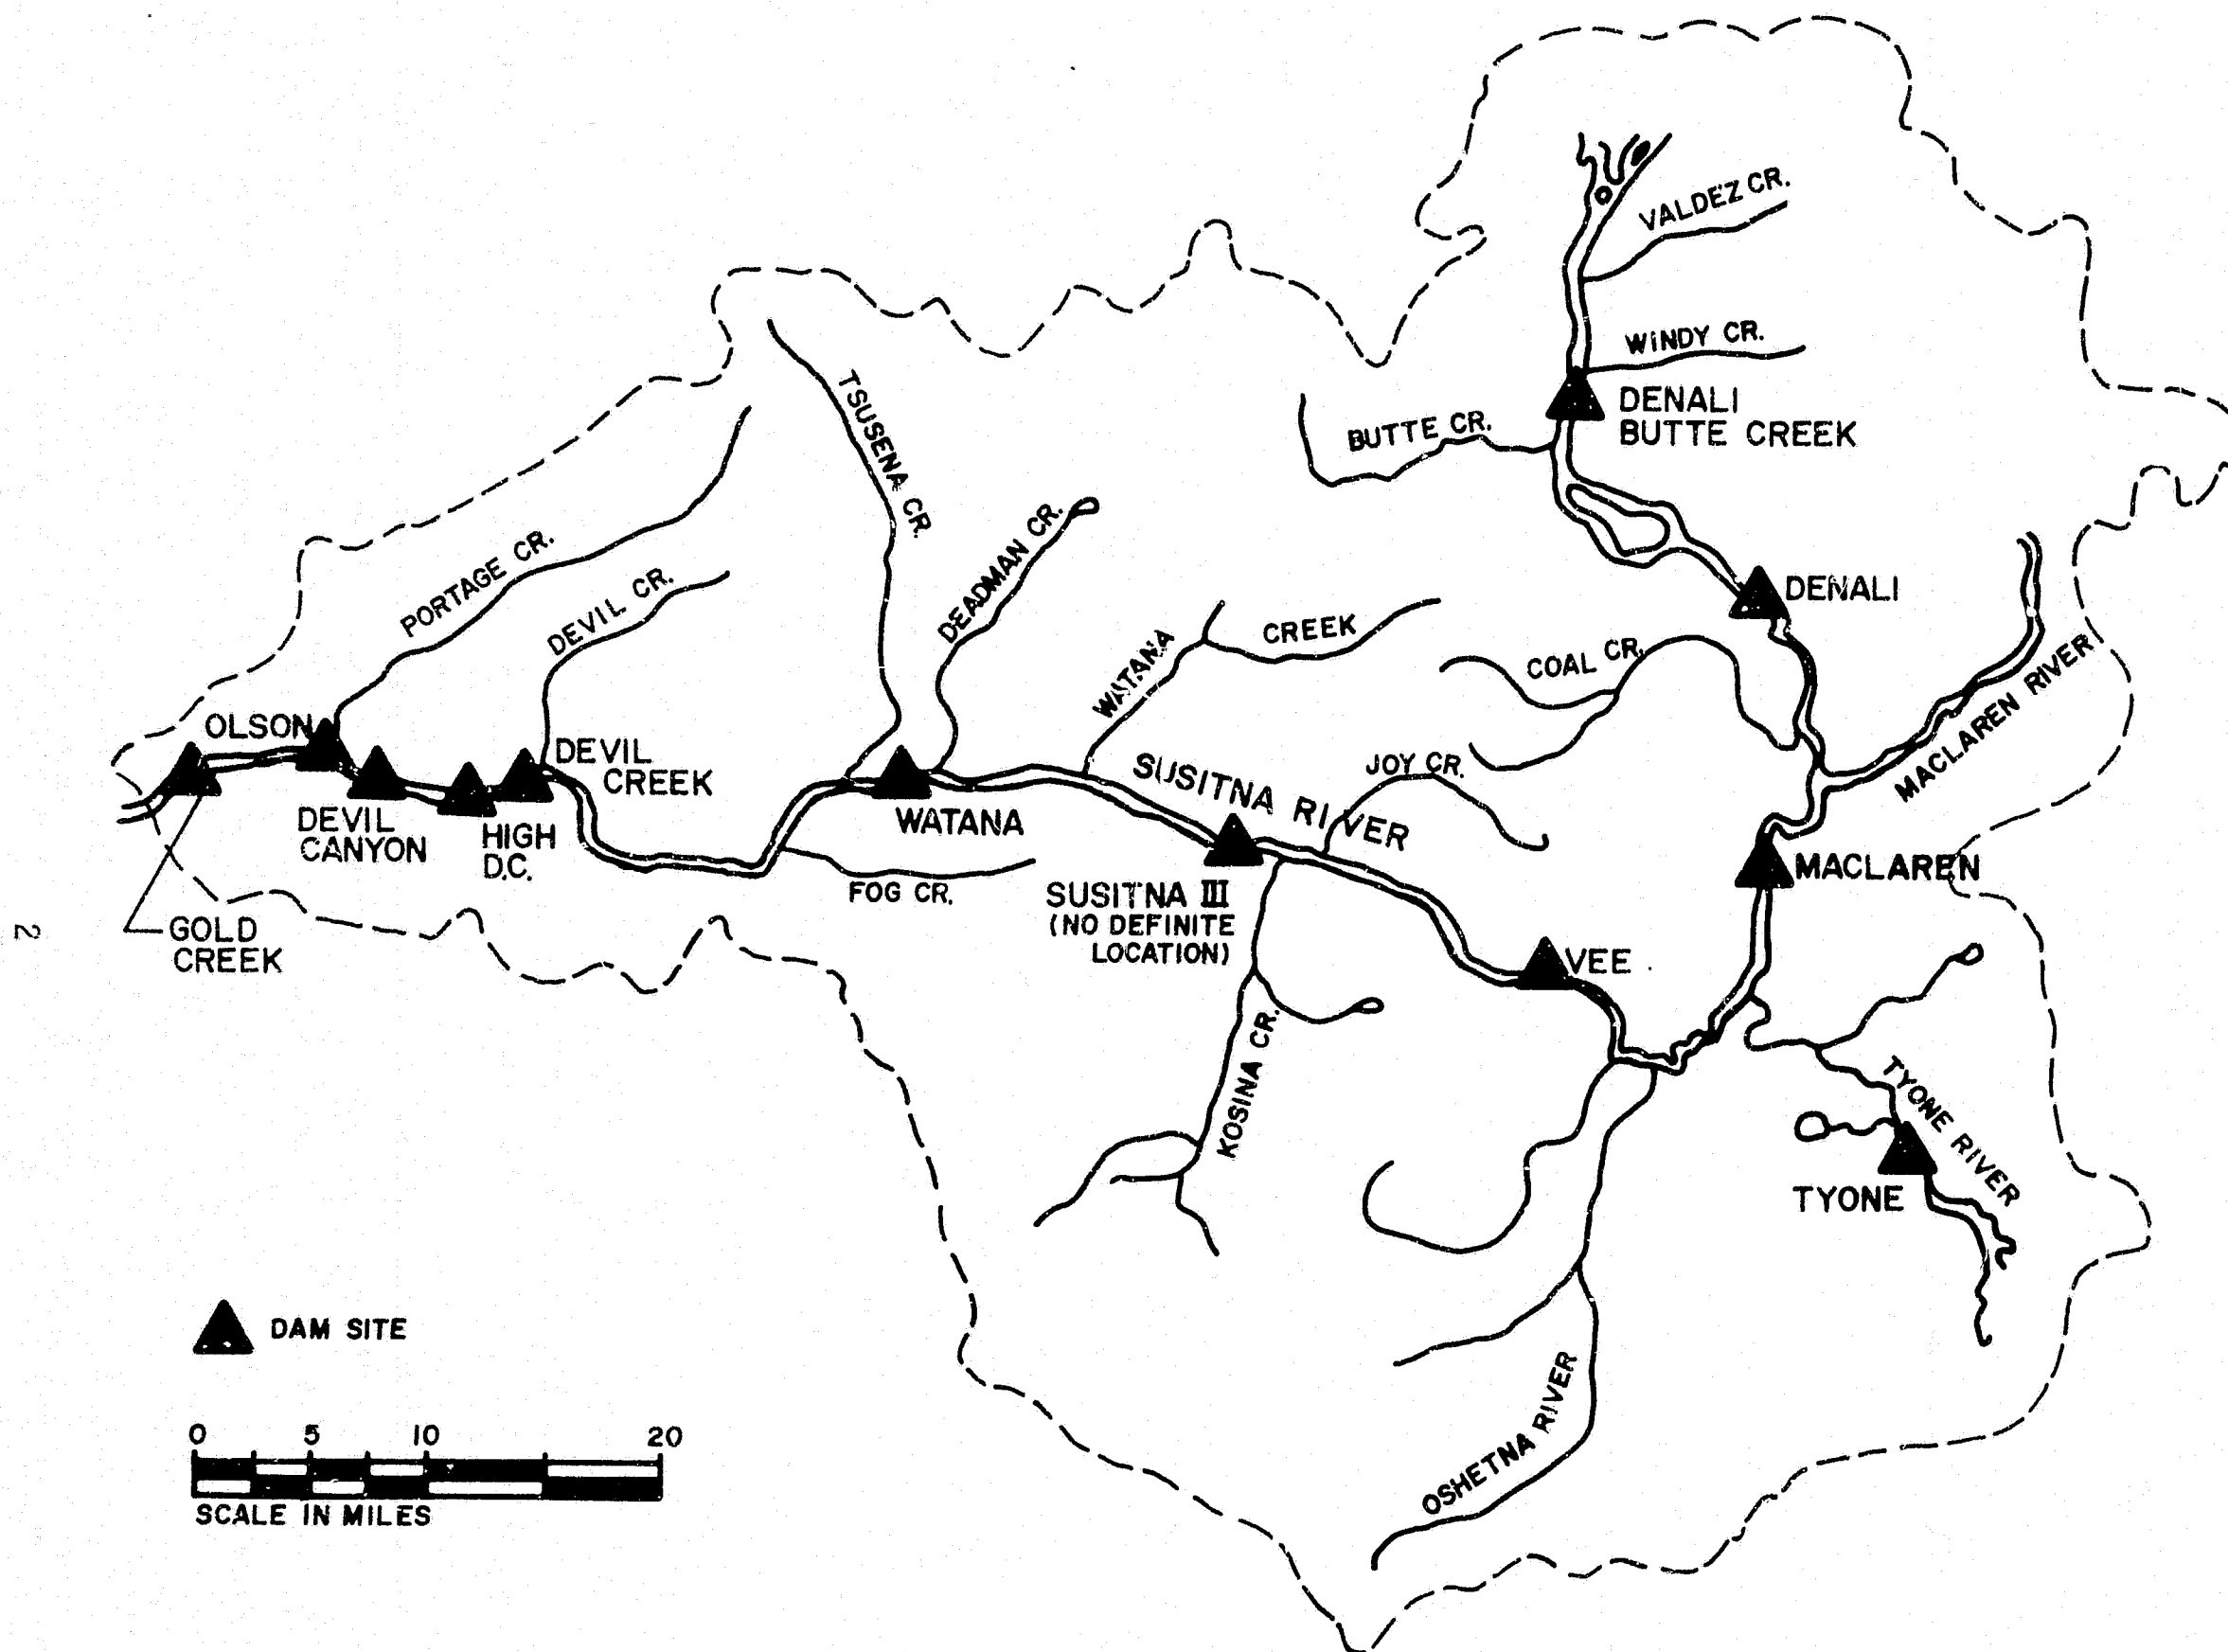 VALDEZ CR.
WINDY CR.
DENALI
BUTTE CREEK
BUTTE CR.
TSUSENA CR.
DEADMAN CR.
PORTAGE CR.
DEVIL CR.
WATANA CREEK
DENALI
COAL CR.
MACLAREN RIVER
OLSON
DEVIL
CREEK
SUSITNA RIVER
JOY CR.
DEVIL
CANYON
HIGH
D.C.
WATANA
MACLAREN
FOG CR.
SUSITNA III
(NO DEFINITE
LOCATION)
GOLD
CREEK
VEE
2
KOSINA CR.
TYONE RIVER
TYONE
DAM SITE
OSHETNA RIVER
0 5 10 20
SCALE IN MILES